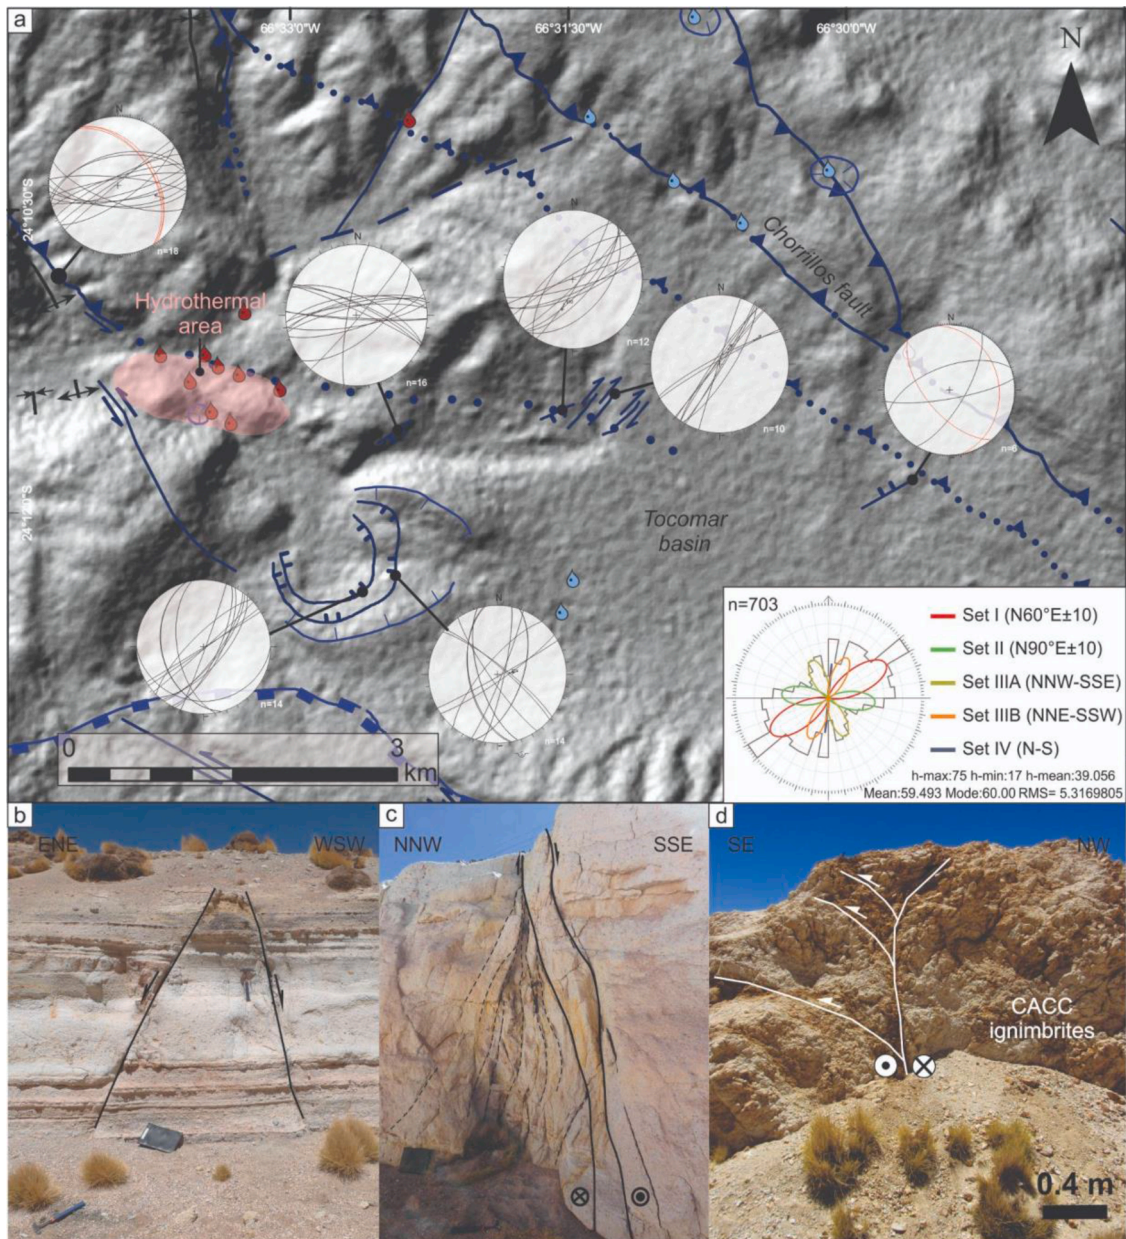 a
66°33'0"W
66°31'30"W
66°30'0"W
N
N
24°10'30"S
n=16
Hydrothermal
area
N
n=16
N
n=12
N
n=10
Chorrillos fault
N
n=6
Tocomar
basin
n=14
N
n=14
0
3
km
n=703
Set I (N60°E±10)
Set II (N90°E±10)
Set IIIA (NNW-SSE)
Set IIIB (NNE-SSW)
Set IV (N-S)
h-max:75 h-min:17 h-mean:39.056
Mean:59.493 Mode:60.00 RMS= 5.3169805
b
ENE
WSW
c
NNW
SSE
d
SE
NW
CACC
ignimbrites
0.4 m